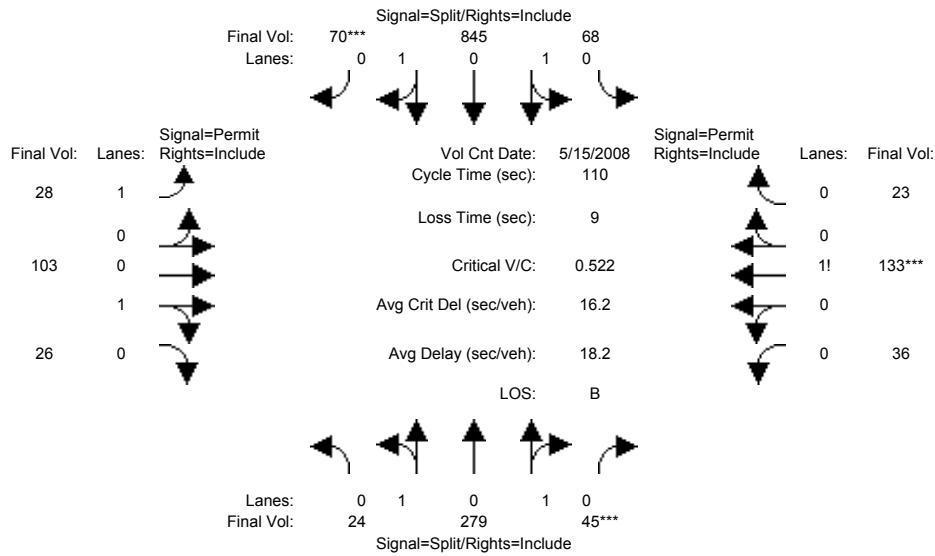 Signal=Split/Rights=Include
Final Vol: 70*** 845 68
Lanes: 0 1 0 1 0
Signal=Permit
Final Vol: Lanes: Rights=Include
Vol Cnt Date: 5/15/2008
Signal=Permit
Rights=Include Lanes: Final Vol:
Cycle Time (sec): 110
28 1
0 23
Loss Time (sec): 9
0
0
103 0
Critical V/C: 0.522
1! 133***
1
Avg Crit Del (sec/veh): 16.2
0
26 0
Avg Delay (sec/veh): 18.2
0 36
LOS: B
Lanes: 0 1 0 1 0
Final Vol: 24 279 45***
Signal=Split/Rights=Include